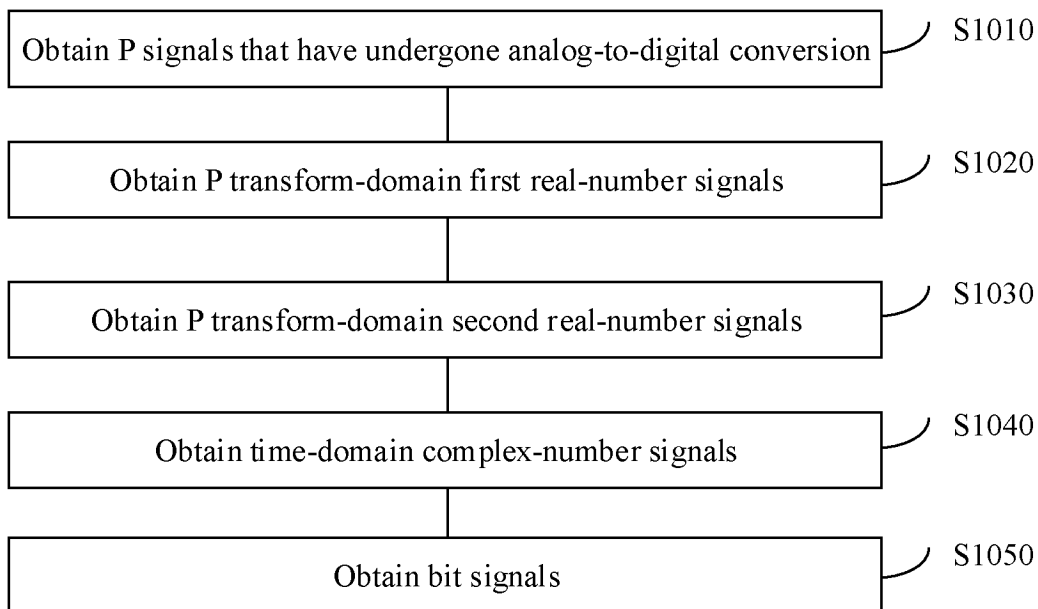 Obtain P signals that have undergone analog-to-digital conversion
S1010
Obtain P transform-domain first real-number signals
S1020
Obtain P transform-domain second real-number signals
S1030
Obtain time-domain complex-number signals
S1040
Obtain bit signals
S1050